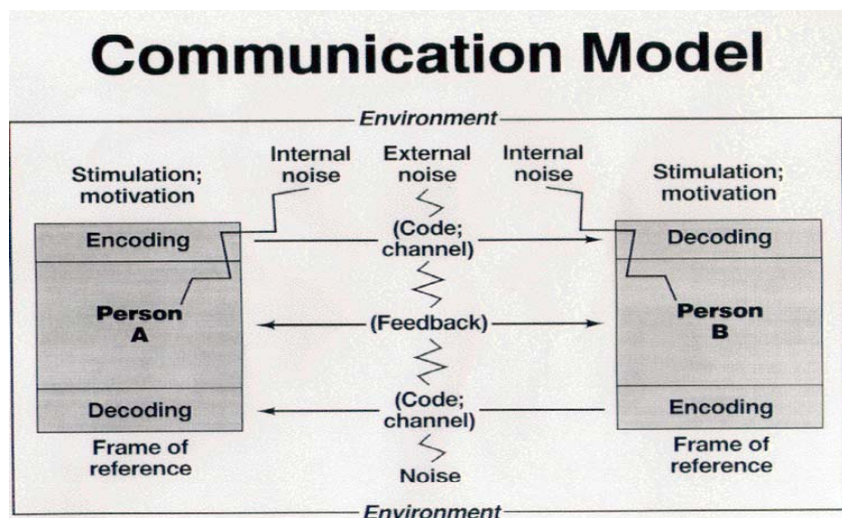 Communication Model
Environment
Internal noise
External noise
Internal noise
Stimulation;
motivation
Stimulation;
motivation
Encoding
(Code;
channel)
Decoding
Person
A
(Feedback)
Person
B
Decoding
(Code;
channel)
Encoding
Frame of
reference
Noise
Frame of
reference
Environment